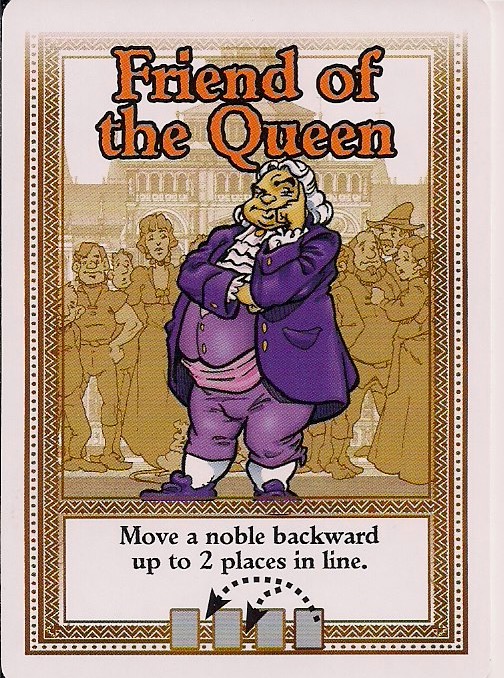 Friend of
the Queen
Move a noble backward
up to 2 places in line.